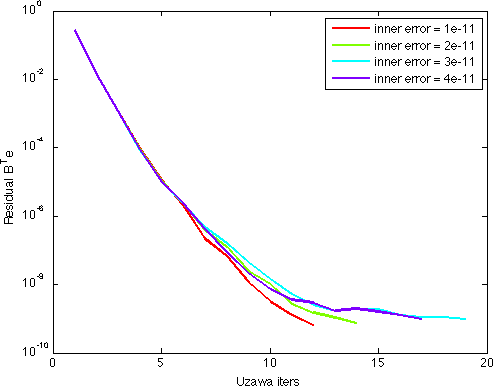 10⁰
inner error = 1e-11
inner error = 2e-11
inner error = 3e-11
inner error = 4e-11
10⁻²
10⁻⁴
Residual Bᵀe
10⁻⁶
10⁻⁸
10⁻¹⁰
0 5 10 15 20
Uzawa iters